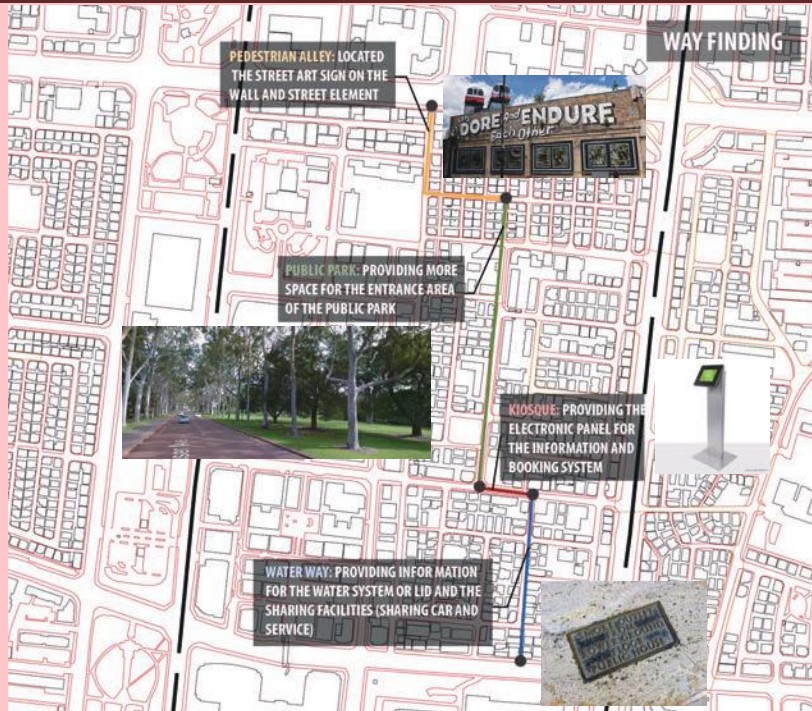 WAY FINDING
PEDESTRIAN ALLEY: LOCATED
THE STREET ART SIGN ON THE
WALL AND STREET ELEMENT
DORE And ENDURE
Each Other
PUBLIC PARK: PROVIDING MORE
SPACE FOR THE ENTRANCE AREA
OF THE PUBLIC PARK
KIOSQUE: PROVIDING THE
ELECTRONIC PANEL FOR
THE INFORMATION AND
BOOKING SYSTEM
WATER WAY: PROVIDING INFOR MATION
FOR THE WATER SYSTEM OR LID AND THE
SHARING FACILITIES (SHARING CAR AND
SERVICE)